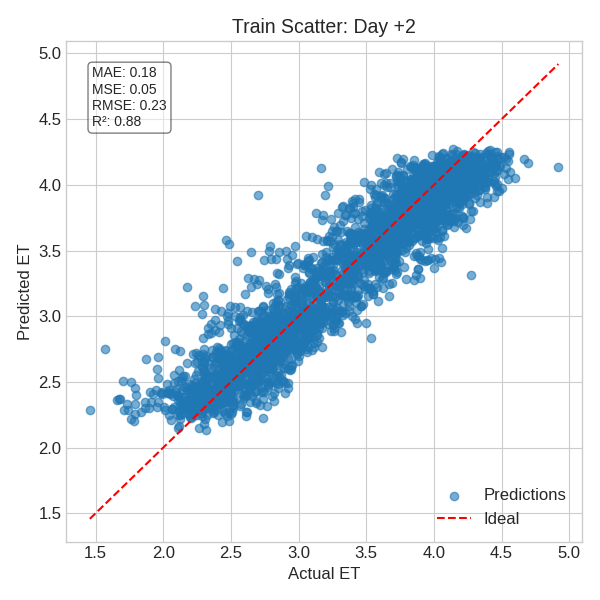 Train Scatter: Day +2
MAE: 0.18
MSE: 0.05
RMSE: 0.23
R²: 0.88
5.0
4.5
4.0
3.5
3.0
2.5
2.0
1.5
Predicted ET
Predictions
Ideal
1.5 2.0 2.5 3.0 3.5 4.0 4.5 5.0
Actual ET